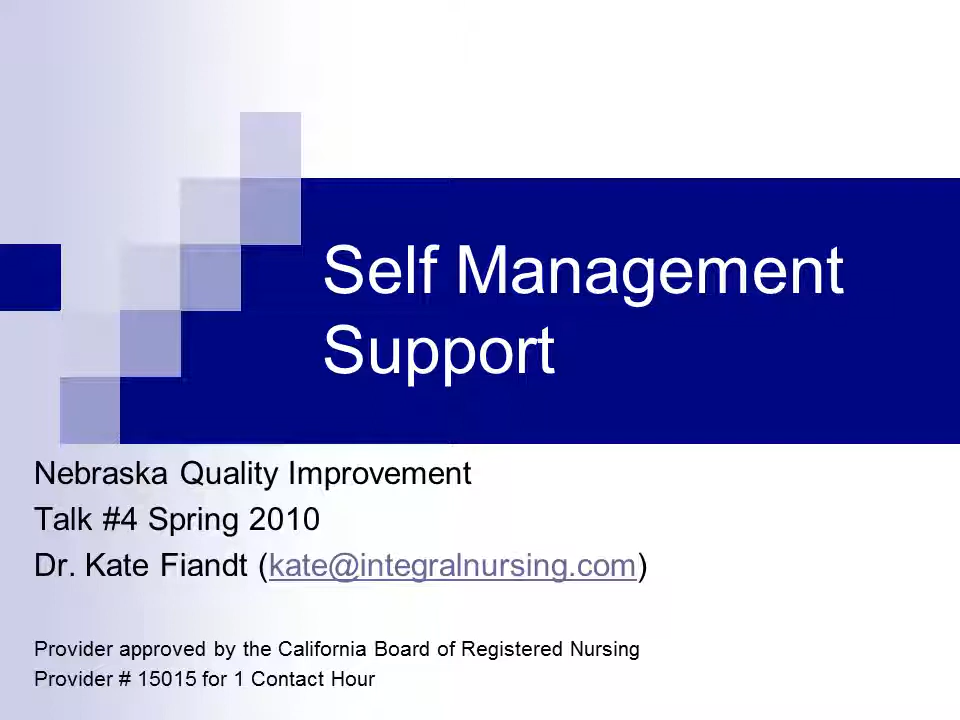 Self Management
Support
Nebraska Quality Improvement
Talk #4 Spring 2010
Dr. Kate Fiandt (kate@integralnursing.com)
Provider approved by the California Board of Registered Nursing
Provider # 15015 for 1 Contact Hour